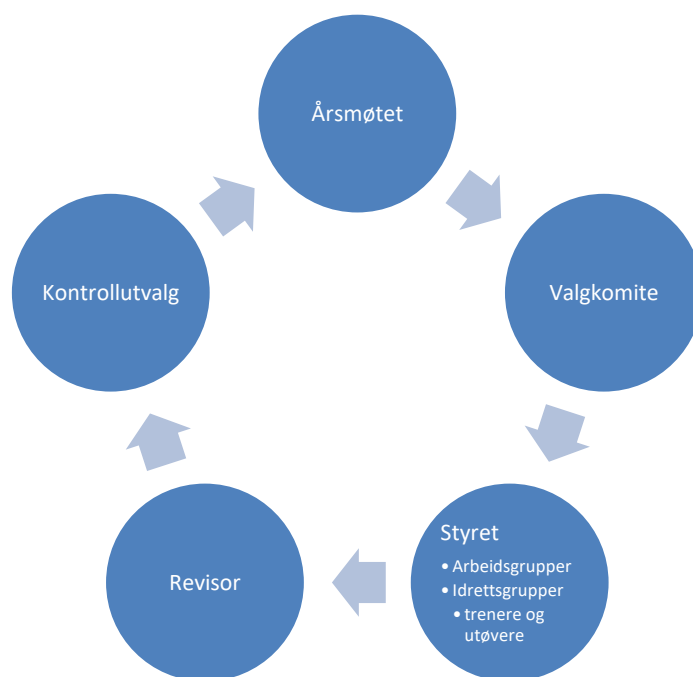 Årsmøtet
Valgkomite
Styret
• Arbeidsgrupper
• Idrettsgrupper
• trenere og
utøvere
Revisor
Kontrollutvalg